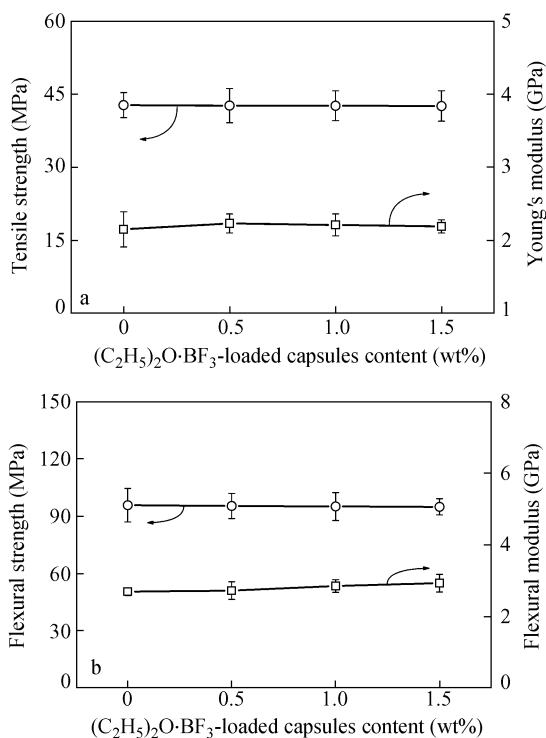 60
45
30
15
0
Tensile strength (MPa)
5
4
3
2
1
Young's modulus (GPa)
a
0 0.5 1.0 1.5
(C2H5)2O·BF3-loaded capsules content (wt%)
150
120
90
60
30
0
Flexural strength (MPa)
8
6
4
2
0
Flexural modulus (GPa)
b
0 0.5 1.0 1.5
(C2H5)2O·BF3-loaded capsules content (wt%)